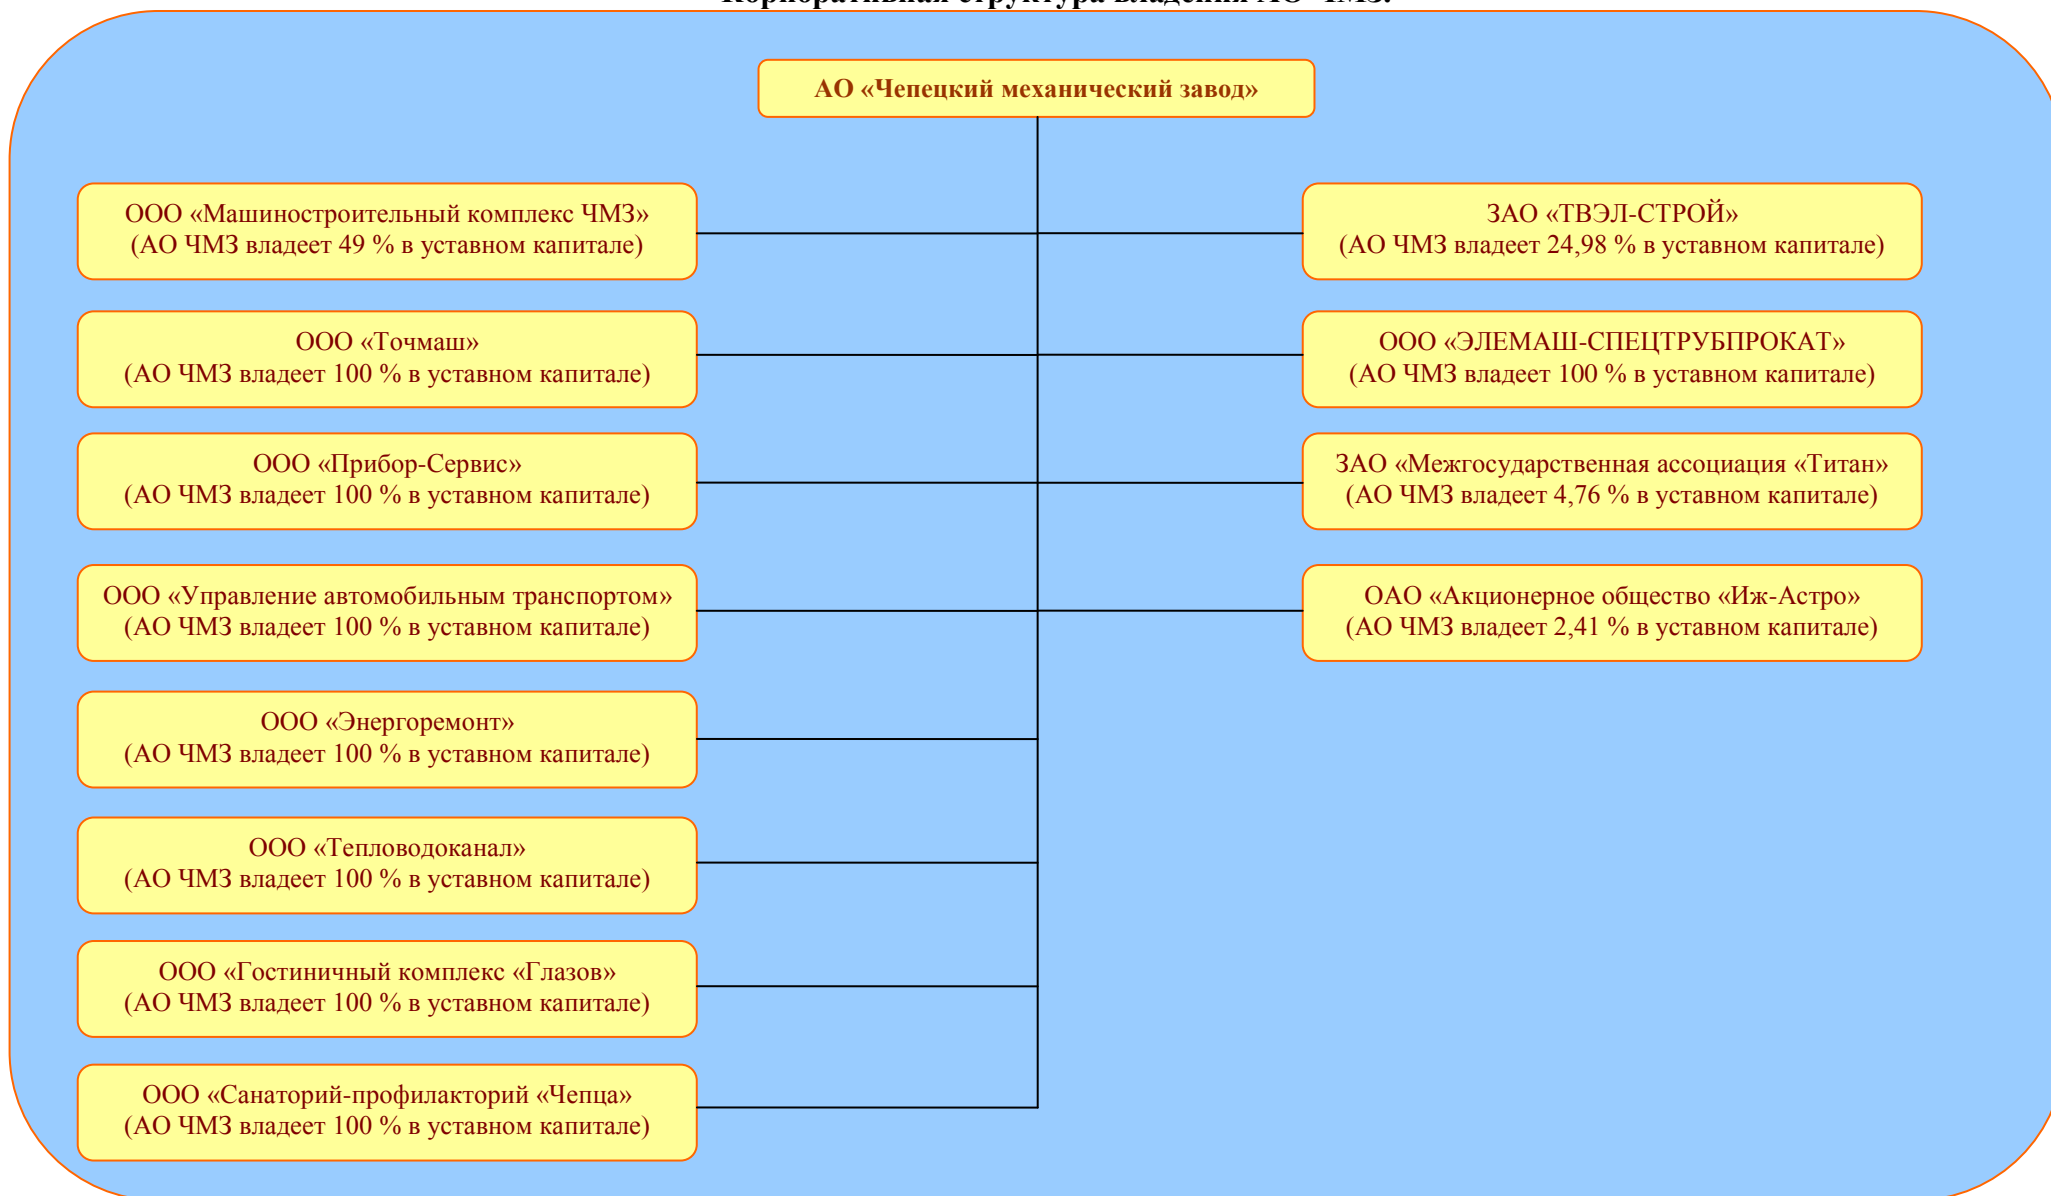 Корпоративная структура владения АО ЧМЗ.
АО «Чепецкий механический завод»
ООО «Машиностроительный комплекс ЧМЗ»
(АО ЧМЗ владеет 49 % в уставном капитале)
ООО «Точмаш»
(АО ЧМЗ владеет 100 % в уставном капитале)
ООО «Прибор-Сервис»
(АО ЧМЗ владеет 100 % в уставном капитале)
ООО «Управление автомобильным транспортом»
(АО ЧМЗ владеет 100 % в уставном капитале)
ООО «Энергоремонт»
(АО ЧМЗ владеет 100 % в уставном капитале)
ООО «Тепловодоканал»
(АО ЧМЗ владеет 100 % в уставном капитале)
ООО «Гостиничный комплекс «Глазов»
(АО ЧМЗ владеет 100 % в уставном капитале)
ООО «Санаторий-профилакторий «Чепца»
(АО ЧМЗ владеет 100 % в уставном капитале)
ЗАО «ТВЭЛ-СТРОЙ»
(АО ЧМЗ владеет 24,98 % в уставном капитале)
ООО «ЭЛЕМАШ-СПЕЦТРУБПРОКАТ»
(АО ЧМЗ владеет 100 % в уставном капитале)
ЗАО «Межгосударственная ассоциация «Титан»
(АО ЧМЗ владеет 4,76 % в уставном капитале)
ОАО «Акционерное общество «Иж-Астро»
(АО ЧМЗ владеет 2,41 % в уставном капитале)